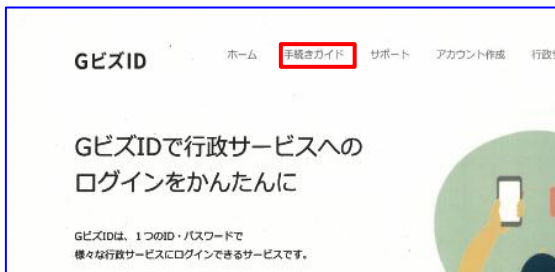 GビズID
ホーム 手続きガイド サポート アカウント作成 行政
GビズIDで行政サービスへの
ログインをかんたんに
GビズIDは、1つのID・パスワードで
様々な行政サービスにログインできるサービスです。